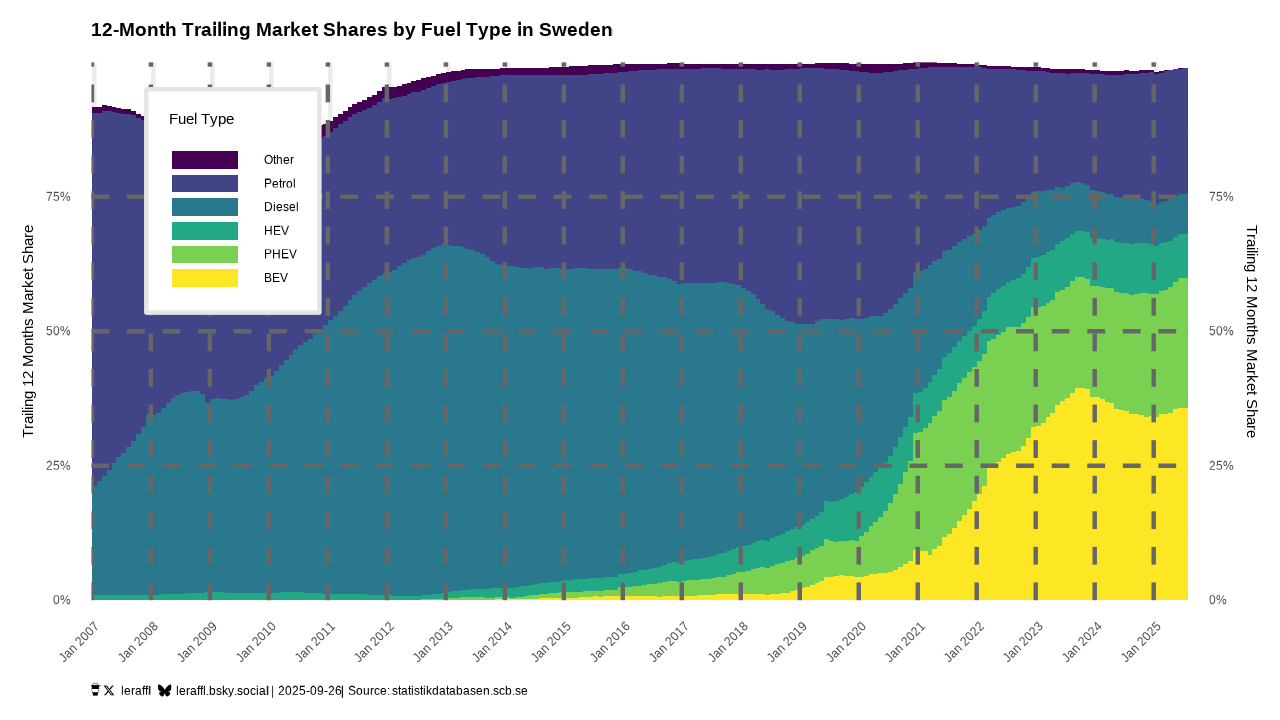 12-Month Trailing Market Shares by Fuel Type in Sweden
Fuel Type
Other
Petrol
Diesel
HEV
PHEV
BEV
Trailing 12 Months Market Share
75%
50%
25%
0%
75%
50%
25%
0%
Trailing 12 Months Market Share
Jan 2007
Jan 2008
Jan 2009
Jan 2010
Jan 2011
Jan 2012
Jan 2013
Jan 2014
Jan 2015
Jan 2016
Jan 2017
Jan 2018
Jan 2019
Jan 2020
Jan 2021
Jan 2022
Jan 2023
Jan 2024
Jan 2025
leraffl leraffl.bsky.social | 2025-09-26| Source: statistikdatabasen.scb.se